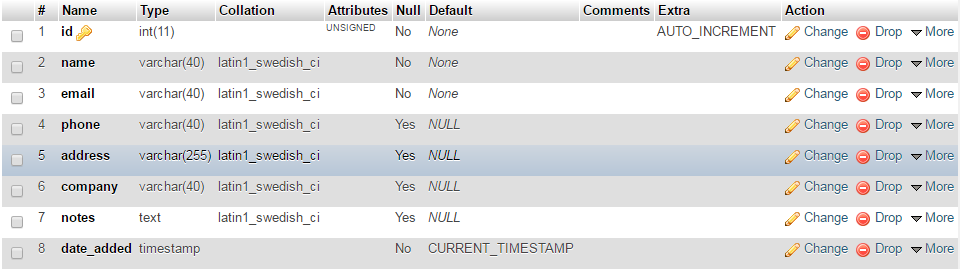 # Name Type Collation Attributes Null Default Comments Extra Action
1 id int(11) UNSIGNED No None AUTO_INCREMENT Change Drop More
2 name varchar(40) latin1_swedish_ci No None Change Drop More
3 email varchar(40) latin1_swedish_ci No None Change Drop More
4 phone varchar(40) latin1_swedish_ci Yes NULL Change Drop More
5 address varchar(255) latin1_swedish_ci Yes NULL Change Drop More
6 company varchar(40) latin1_swedish_ci Yes NULL Change Drop More
7 notes text latin1_swedish_ci Yes NULL Change Drop More
8 date_added timestamp No CURRENT_TIMESTAMP Change Drop More